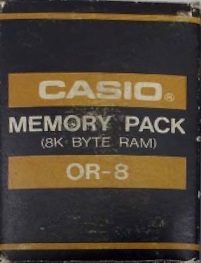 CASIO®
MEMORY PACK
(8K BYTE RAM)
OR-8